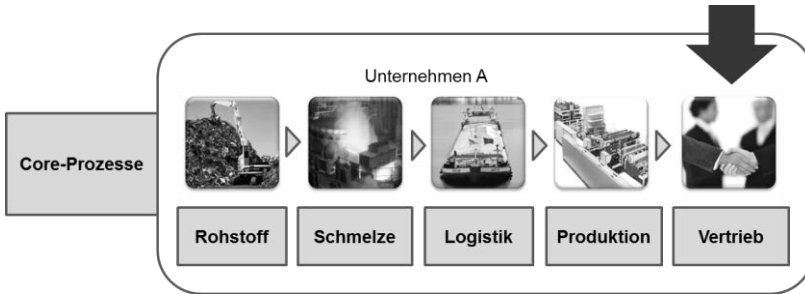 Unternehmen A
Core-Prozesse
Rohstoff
Schmelze
Logistik
Produktion
Vertrieb